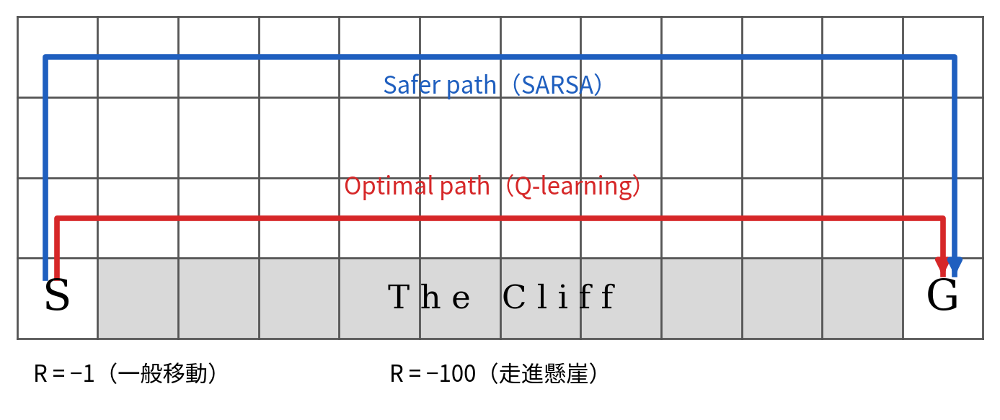 Safer path（SARSA）
Optimal path（Q-learning）
S The Cliff G
R = −1（一般移動） R = −100（走進懸崖）